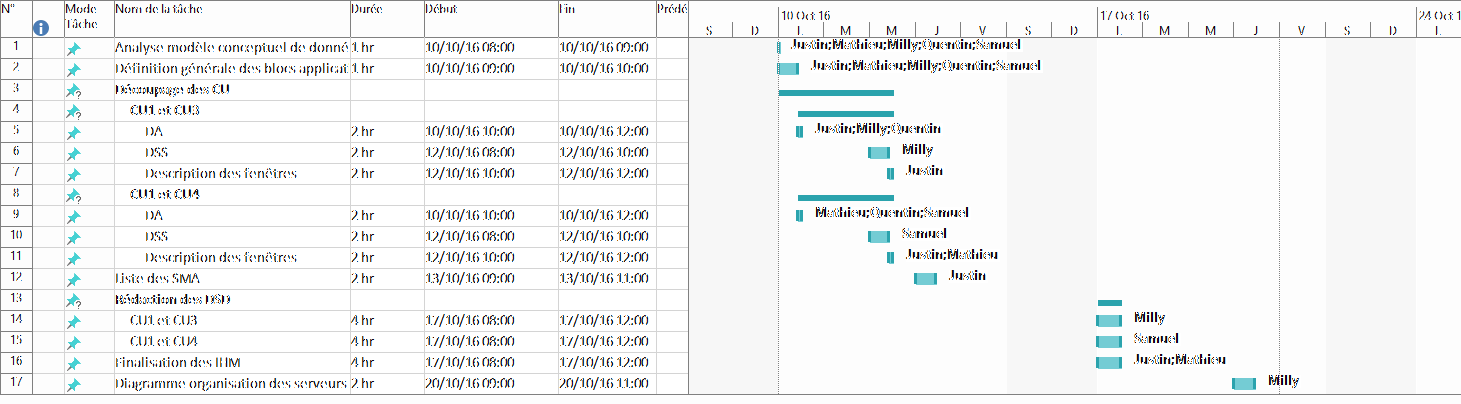 N° Mode Tâche Nom de la tâche Durée Début Fin Prédé 10 Oct 16 17 Oct 16 24 Oct 1
S D L M M J V S D L M M J V S D L
1 Analyse modèle conceptuel de donné 1 hr 10/10/16 08:00 10/10/16 09:00 Justin;Mathieu;Milly;Quentin;Samuel
2 Définition générale des blocs applicat 1 hr 10/10/16 09:00 10/10/16 10:00 Justin;Mathieu;Milly;Quentin;Samuel
3 Découpage des CU
4 CU1 et CU3
5 DA 2 hr 10/10/16 10:00 10/10/16 12:00 Justin;Milly;Quentin
6 DSS 2 hr 12/10/16 08:00 12/10/16 10:00 Milly
7 Description des fenêtres 2 hr 12/10/16 10:00 12/10/16 12:00 Justin
8 CU1 et CU4
9 DA 2 hr 10/10/16 10:00 10/10/16 12:00 Mathieu;Quentin;Samuel
10 DSS 2 hr 12/10/16 08:00 12/10/16 10:00 Samuel
11 Description des fenêtres 2 hr 12/10/16 10:00 12/10/16 12:00 Justin;Mathieu
12 Liste des SMA 2 hr 13/10/16 09:00 13/10/16 11:00 Justin
13 Rédaction des DSD
14 CU1 et CU3 4 hr 17/10/16 08:00 17/10/16 12:00 Milly
15 CU1 et CU4 4 hr 17/10/16 08:00 17/10/16 12:00 Samuel
16 Finalisation des IHM 4 hr 17/10/16 08:00 17/10/16 12:00 Justin;Mathieu
17 Diagramme organisation des serveurs 2 hr 20/10/16 09:00 20/10/16 11:00 Milly